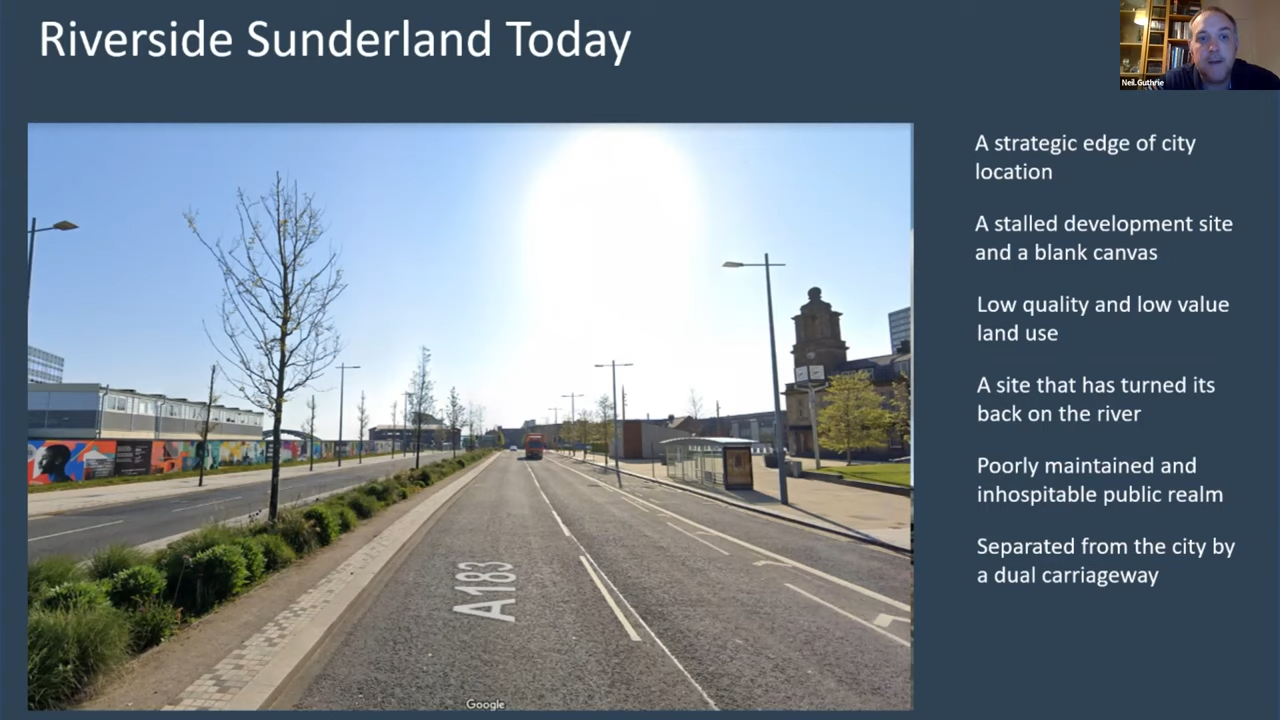 Riverside Sunderland Today
Neil Guthrie
A strategic edge of city
location
A stalled development site
and a blank canvas
Low quality and low value
land use
A site that has turned its
back on the river
Poorly maintained and
inhospitable public realm
Separated from the city by
a dual carriageway
A183
Google